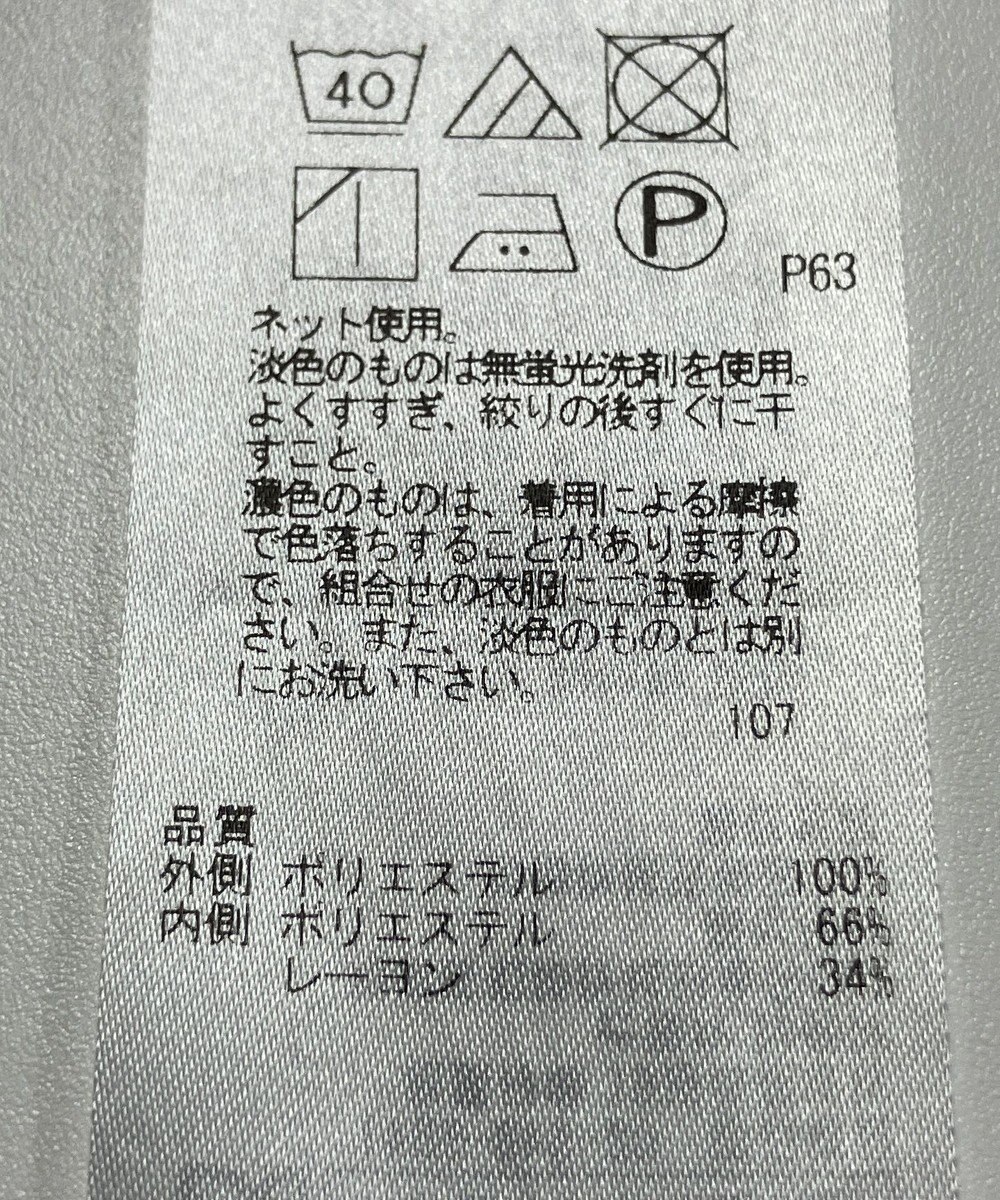 40
P
P63
ネット使用。
淡色のものは無蛍光洗剤を使用。
よくすすぎ、絞りの後すぐに干
すこと。
濃色のものは、着用による摩擦
で色落ちすることがありますの
で、組合せの衣服にご注意くだ
さい。また、淡色のものとは別
にお洗い下さい。
107
品質
外側 ポリエステル 100%
内側 ポリエステル 66%
レーヨン 34%